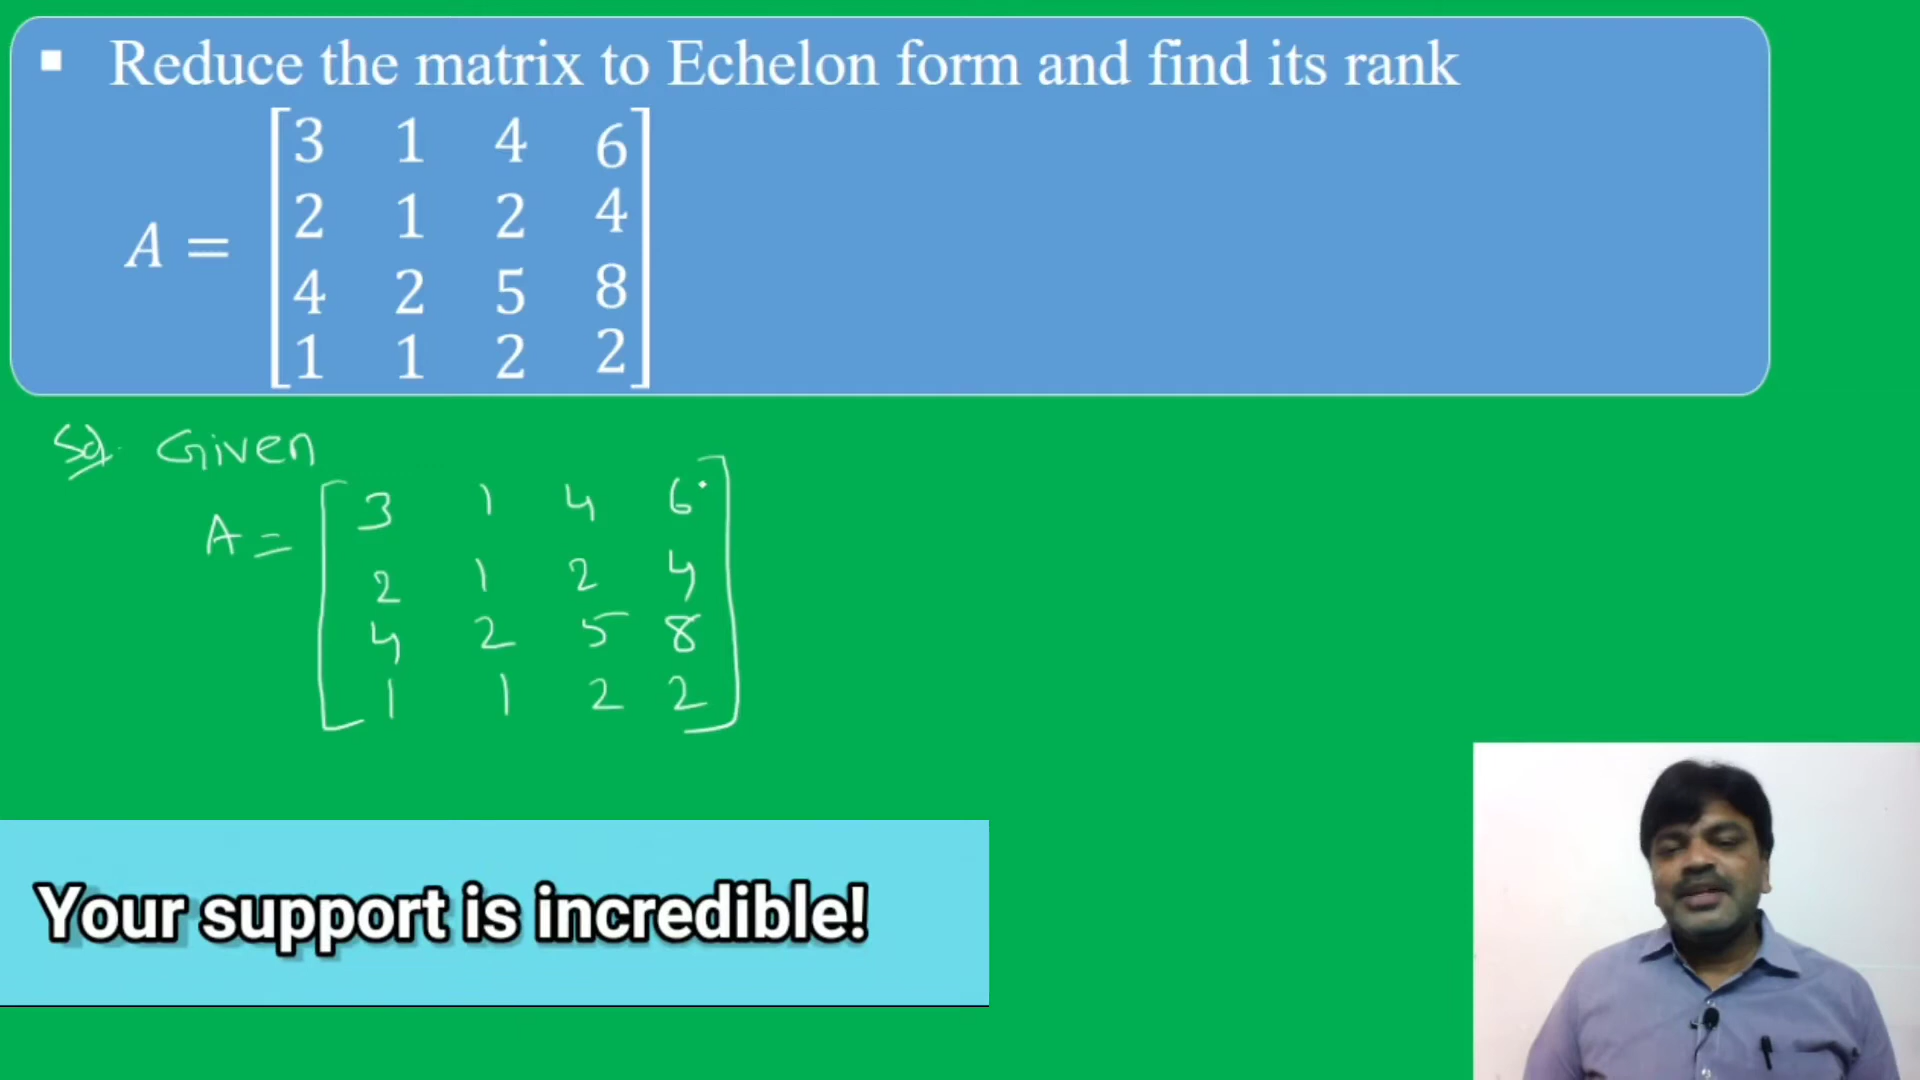 ▪ Reduce the matrix to Echelon form and find its rank
A =
3 1 4 6
2 1 2 4
4 2 5 8
1 1 2 2
Sol. Given
A =
3 1 4 6
2 1 2 4
4 2 5 8
1 1 2 2
Your support is incredible!